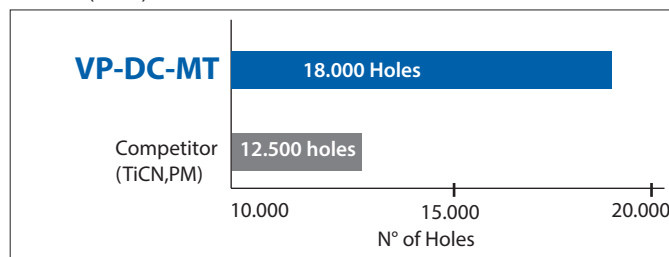 VP-DC-MT
18.000 Holes
Competitor
(TiCN,PM)
12.500 holes
10.000
15.000
20.000
N° of Holes